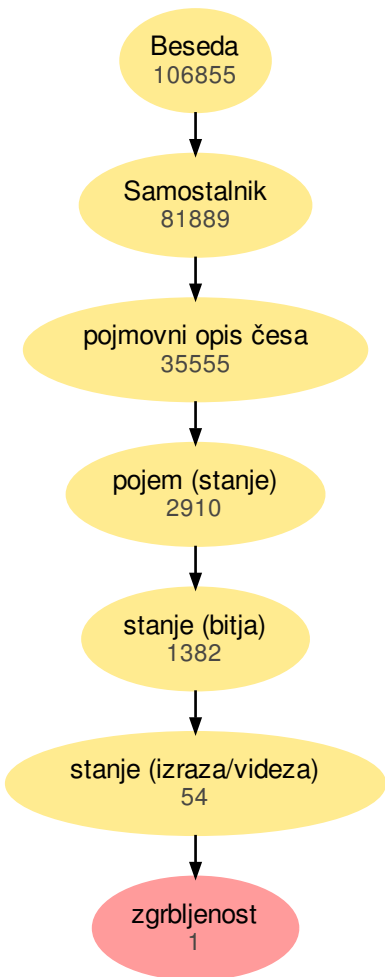 Beseda
106855
Samostalnik
81889
pojmovni opis česa
35555
pojem (stanje)
2910
stanje (bitja)
1382
stanje (izraza/videza)
54
zgrbljenost
1